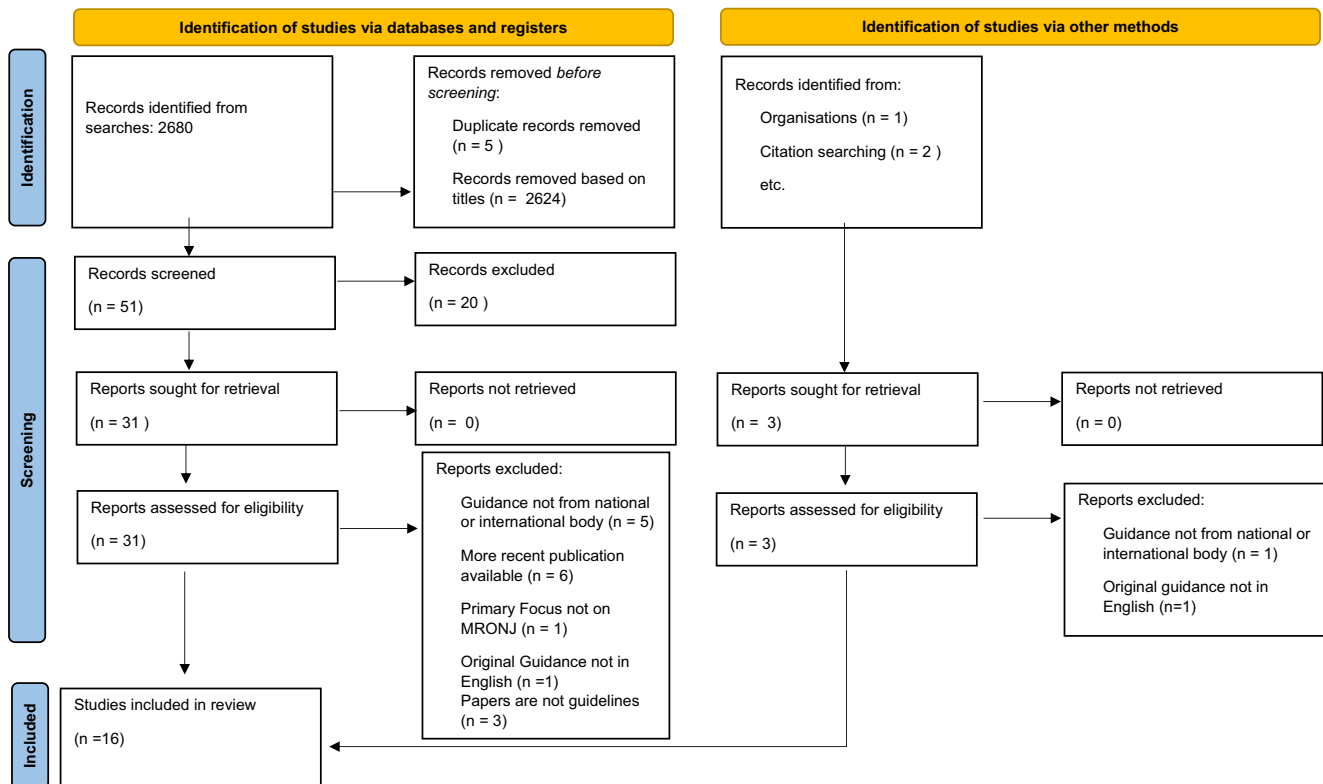 Identification of studies via databases and registers
Identification of studies via other methods
Identification
Records identified from
searches: 2680
Records removed before
screening:
Duplicate records removed
(n = 5 )
Records removed based on
titles (n = 2624)
Records identified from:
Organisations (n = 1)
Citation searching (n = 2 )
etc.
Screening
Records screened
(n = 51)
Records excluded
(n = 20 )
Reports sought for retrieval
(n = 31 )
Reports not retrieved
(n = 0)
Reports sought for retrieval
(n = 3)
Reports not retrieved
(n = 0)
Reports assessed for eligibility
(n = 31)
Reports excluded:
Guidance not from national
or international body (n = 5)
More recent publication
available (n = 6)
Primary Focus not on
MRONJ (n = 1)
Original Guidance not in
English (n =1)
Papers are not guidelines
(n = 3)
Reports assessed for eligibility
(n = 3)
Reports excluded:
Guidance not from national or
international body (n = 1)
Original guidance not in
English (n=1)
Included
Studies included in review
(n =16)